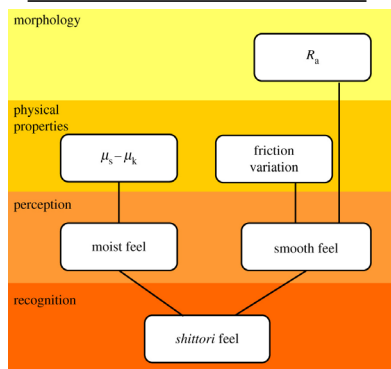 morphology
Rₐ
physical
properties
μₛ – μₖ
friction
variation
perception
moist feel
smooth feel
recognition
shittori feel